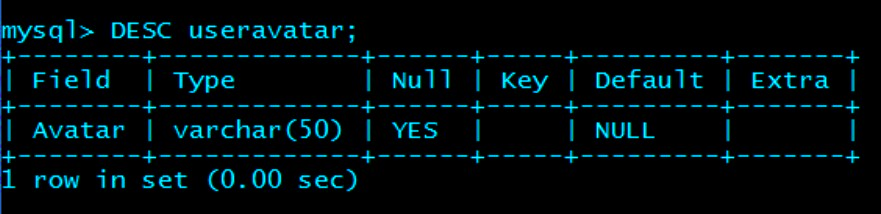 mysql> DESC useravatar;
+--------+-------------+------+-----+---------+-------+
| Field  | Type        | Null | Key | Default | Extra |
+--------+-------------+------+-----+---------+-------+
| Avatar | varchar(50) | YES  |     | NULL    |       |
+--------+-------------+------+-----+---------+-------+
1 row in set (0.00 sec)